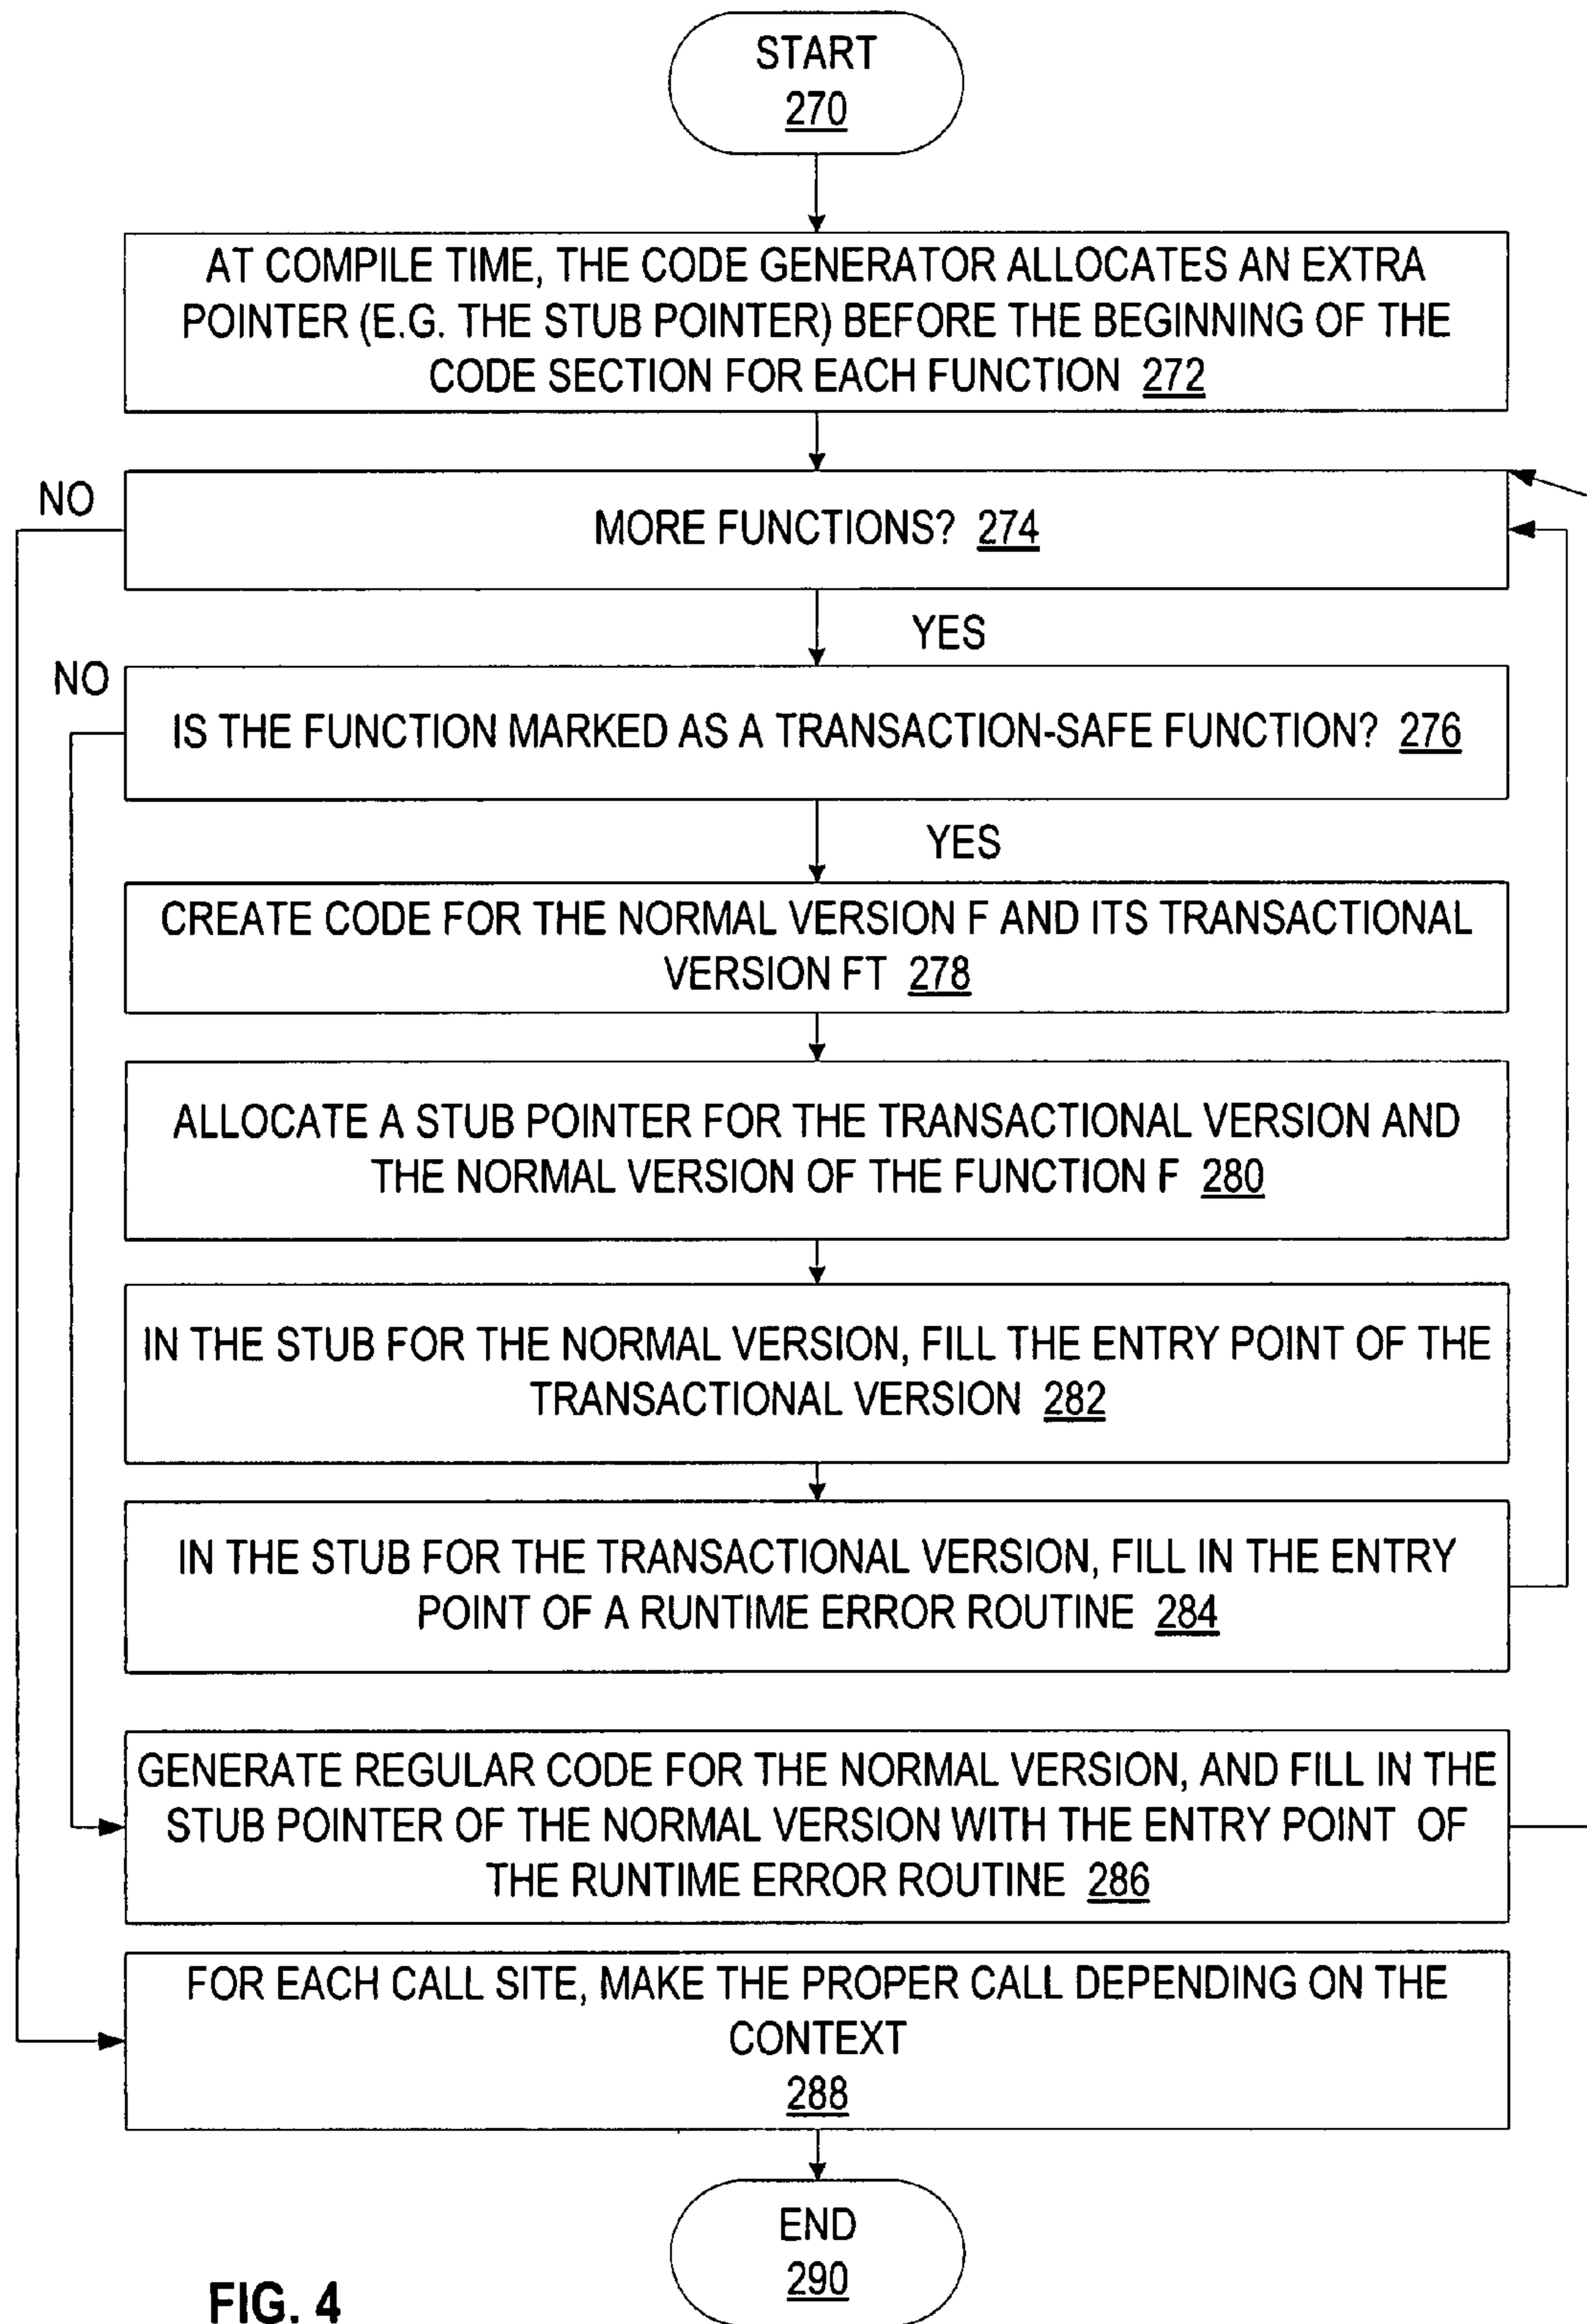 START
270
AT COMPILE TIME, THE CODE GENERATOR ALLOCATES AN EXTRA
POINTER (E.G. THE STUB POINTER) BEFORE THE BEGINNING OF THE
CODE SECTION FOR EACH FUNCTION 272
NO
MORE FUNCTIONS? 274
YES
NO
IS THE FUNCTION MARKED AS A TRANSACTION-SAFE FUNCTION? 276
YES
CREATE CODE FOR THE NORMAL VERSION F AND ITS TRANSACTIONAL
VERSION FT 278
ALLOCATE A STUB POINTER FOR THE TRANSACTIONAL VERSION AND
THE NORMAL VERSION OF THE FUNCTION F 280
IN THE STUB FOR THE NORMAL VERSION, FILL THE ENTRY POINT OF THE
TRANSACTIONAL VERSION 282
IN THE STUB FOR THE TRANSACTIONAL VERSION, FILL IN THE ENTRY
POINT OF A RUNTIME ERROR ROUTINE 284
GENERATE REGULAR CODE FOR THE NORMAL VERSION, AND FILL IN THE
STUB POINTER OF THE NORMAL VERSION WITH THE ENTRY POINT OF
THE RUNTIME ERROR ROUTINE 286
FOR EACH CALL SITE, MAKE THE PROPER CALL DEPENDING ON THE
CONTEXT
288
END
290
FIG. 4